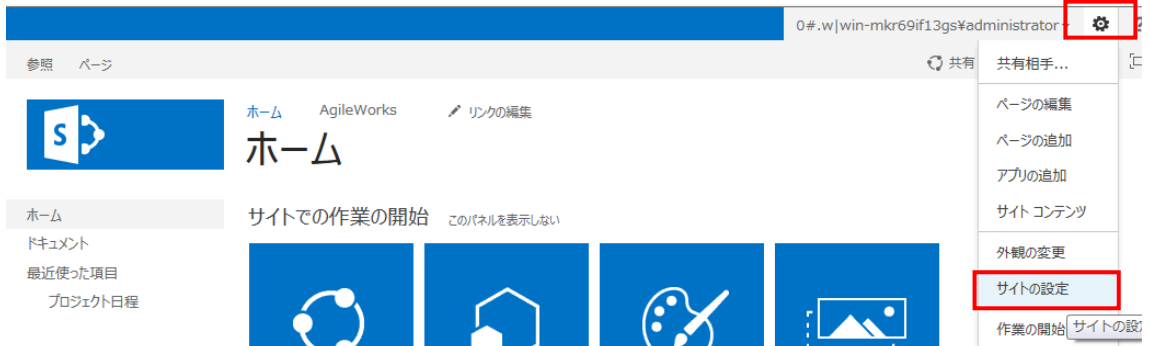 0#.w|win-mkr69if13gs¥administrator
参照 ページ
共有
共有相手...
ページの編集
ページの追加
アプリの追加
サイト コンテンツ
外観の変更
サイトの設定
作業の開始
サイトの設定
S
ホーム AgileWorks リンクの編集
ホーム
ホーム
ドキュメント
最近使った項目
プロジェクト日程
サイトでの作業の開始 このパネルを表示しない